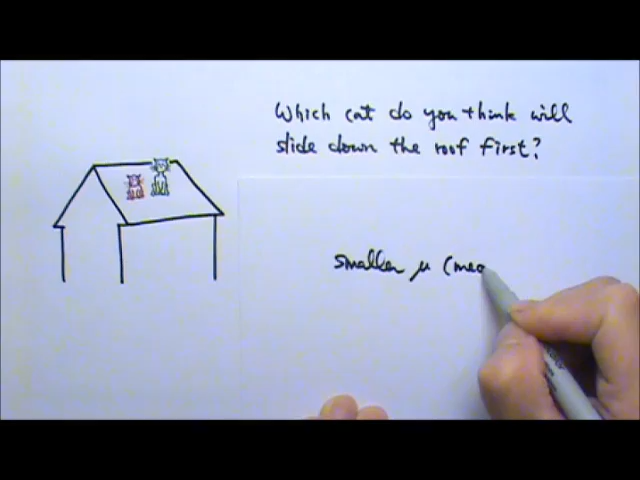 Which cat do you think will
slide down the roof first?
smaller μ (meo